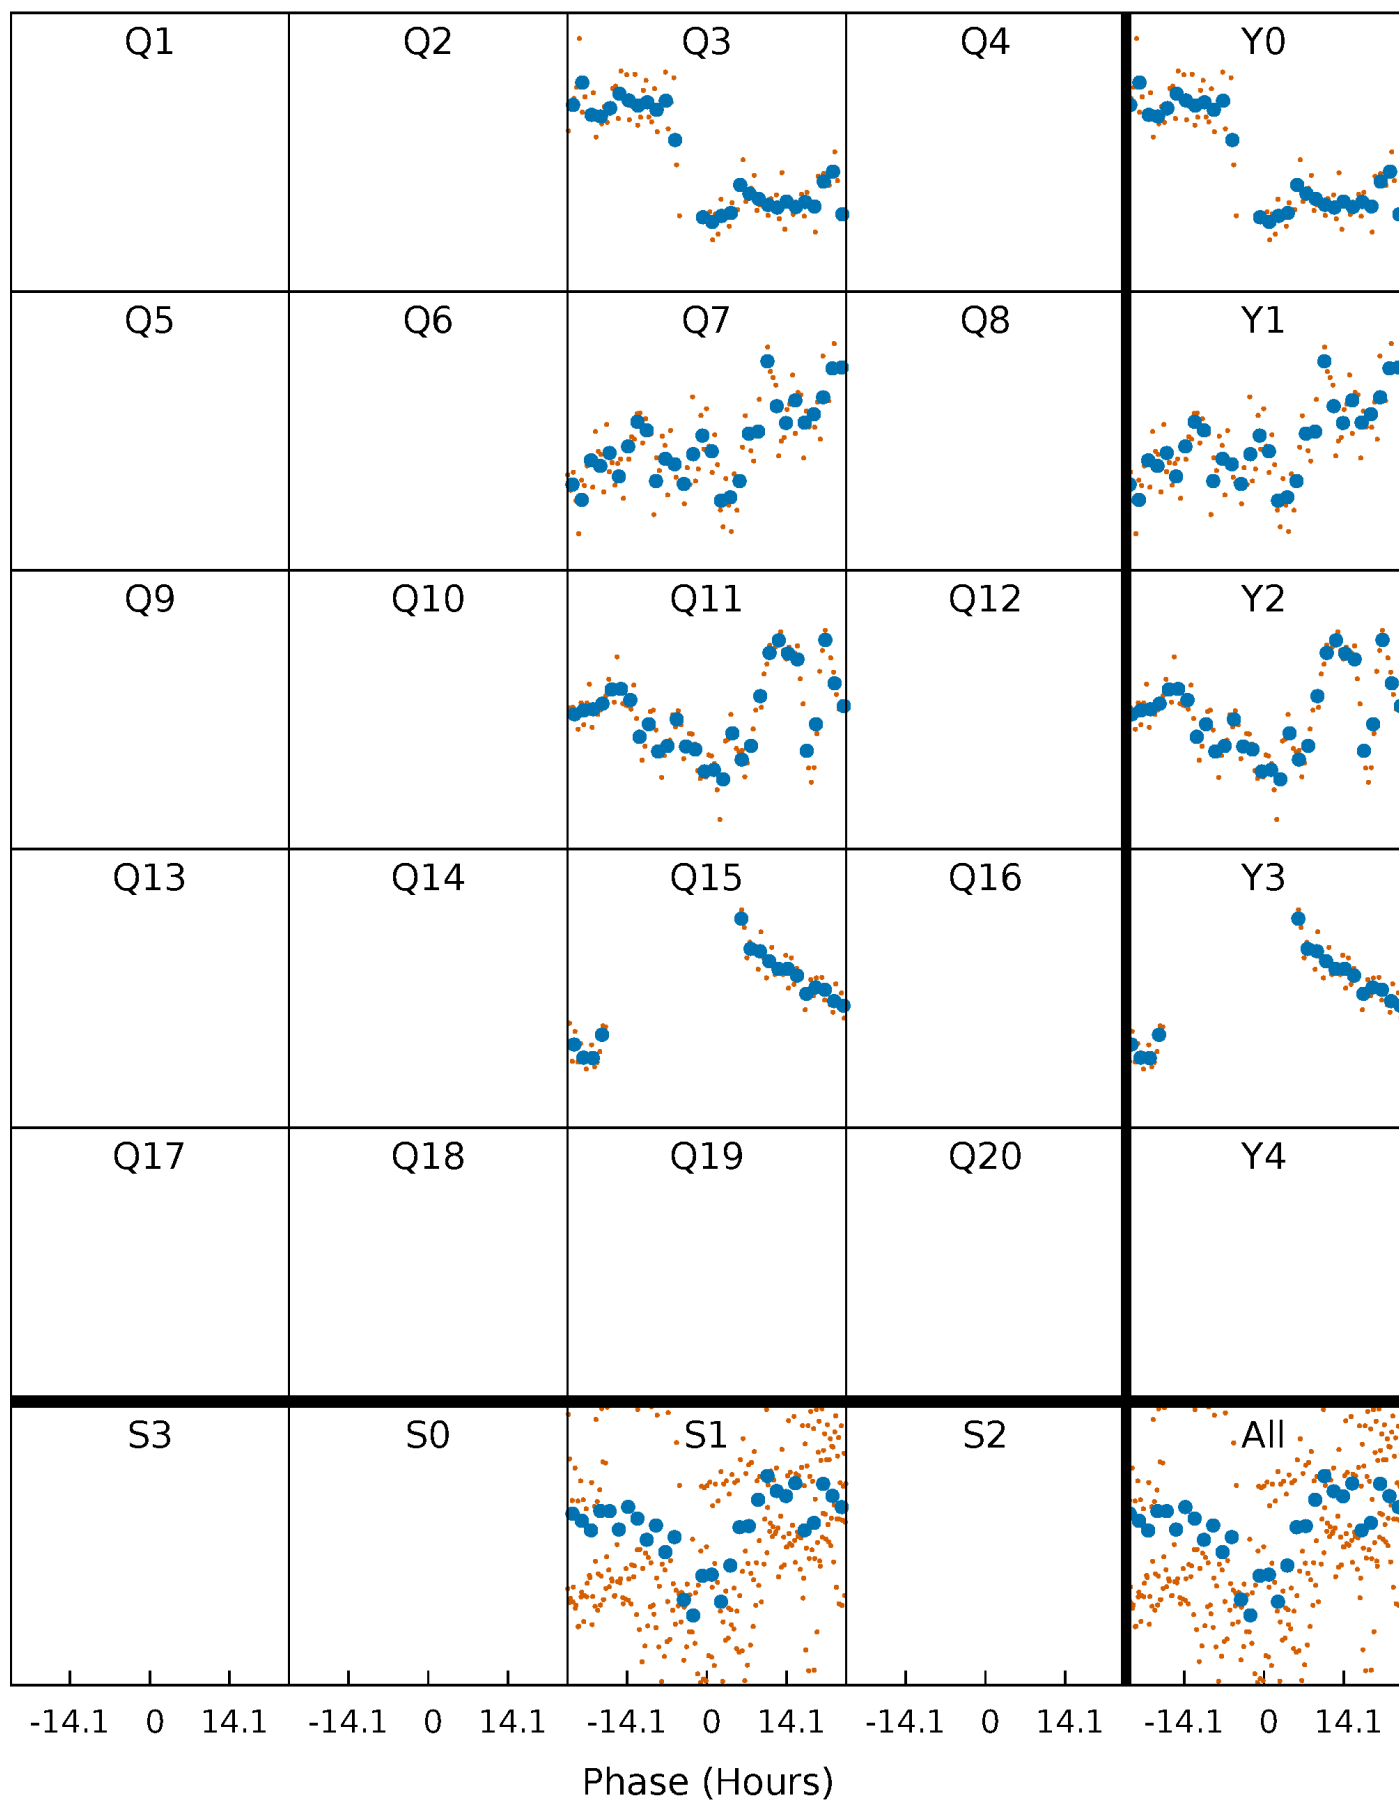 Q1 Q2 Q3 Q4 Y0
Q5 Q6 Q7 Q8 Y1
Q9 Q10 Q11 Q12 Y2
Q13 Q14 Q15 Q16 Y3
Q17 Q18 Q19 Q20 Y4
S3 S0 S1 S2 All
-14.1 0 14.1 -14.1 0 14.1 -14.1 0 14.1 -14.1 0 14.1 -14.1 0 14.1
Phase (Hours)